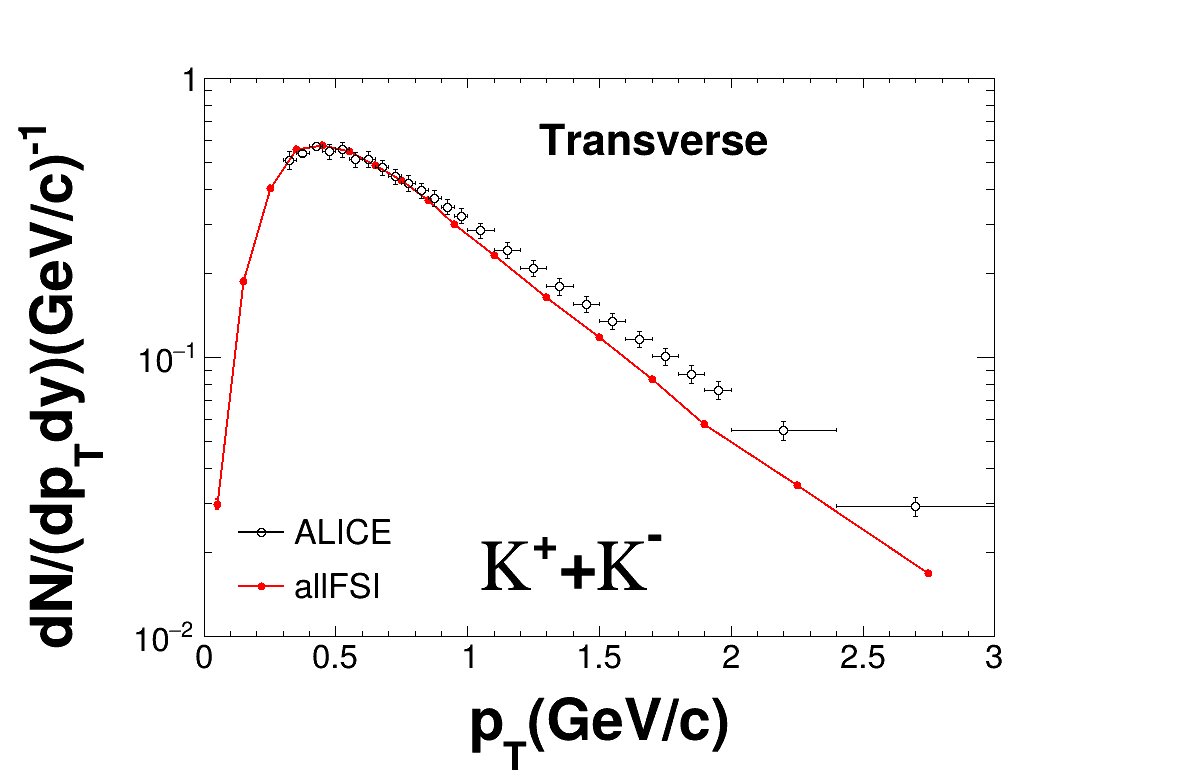 Transverse
dN/(dp_T dy)(GeV/c)^-1
1
10^−1
10^−2
ALICE
allFSI
K^+ + K^-
0 0.5 1 1.5 2 2.5 3
p_T(GeV/c)